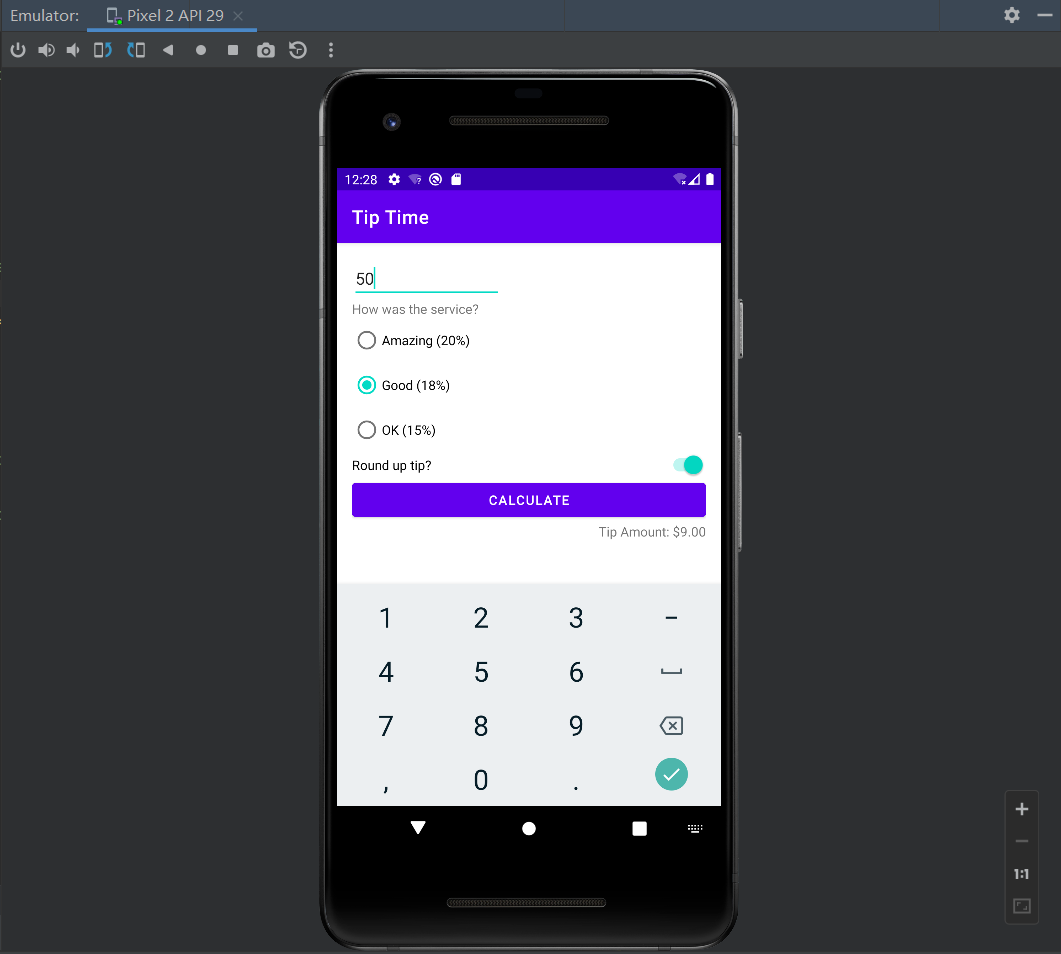 Emulator: Pixel 2 API 29
12:28
Tip Time
50
How was the service?
Amazing (20%)
Good (18%)
OK (15%)
Round up tip?
CALCULATE
Tip Amount: $9.00
1 2 3 -
4 5 6
7 8 9
, 0 .
1:1